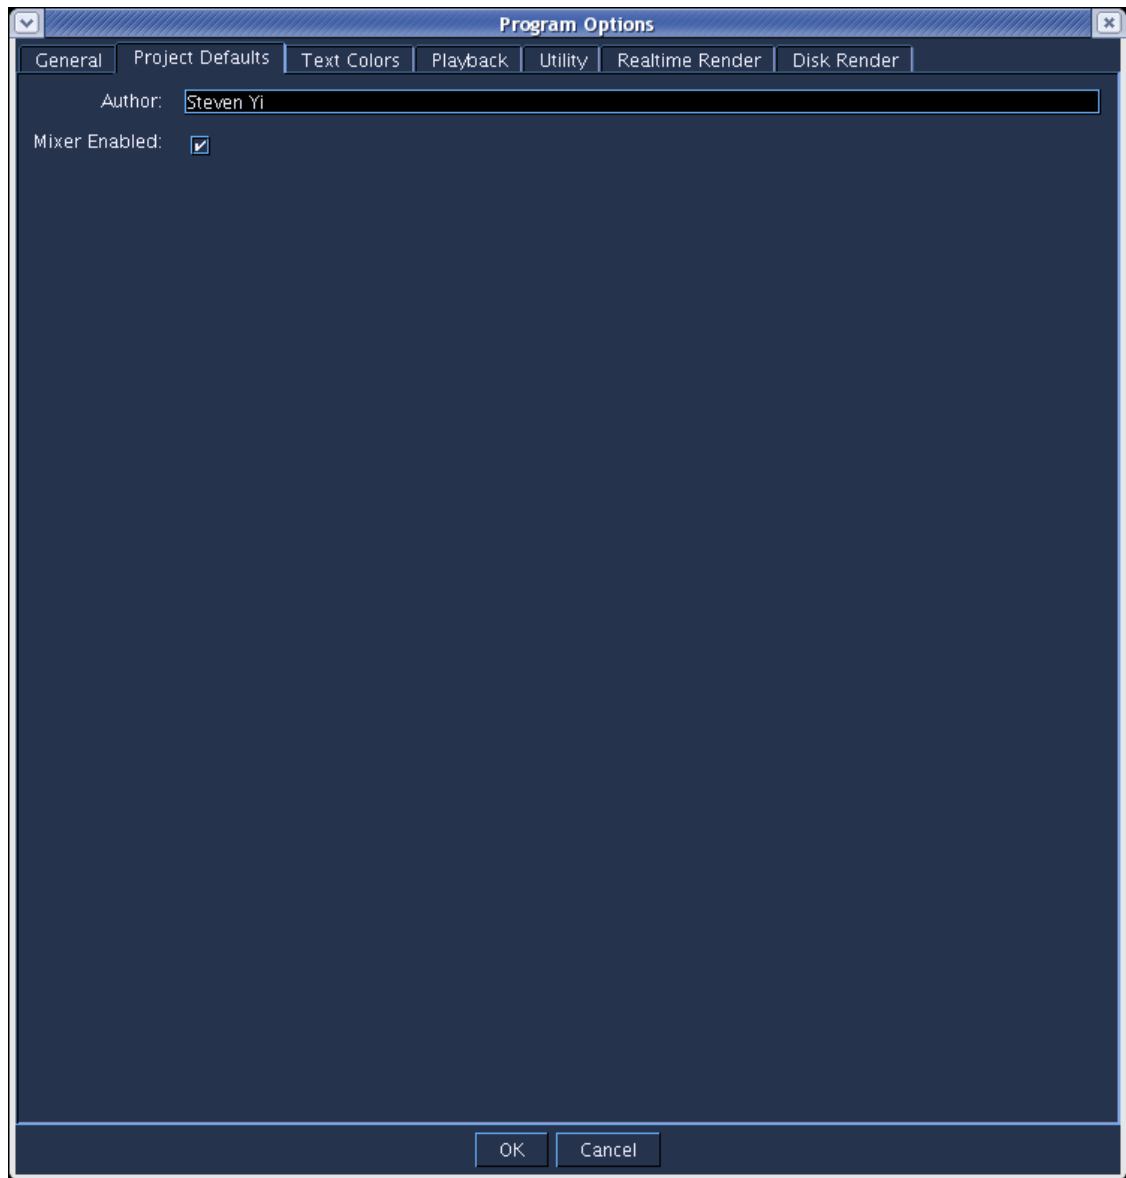 Program Options
General Project Defaults Text Colors Playback Utility Realtime Render Disk Render
Author: Steven Yi
Mixer Enabled:
OK Cancel